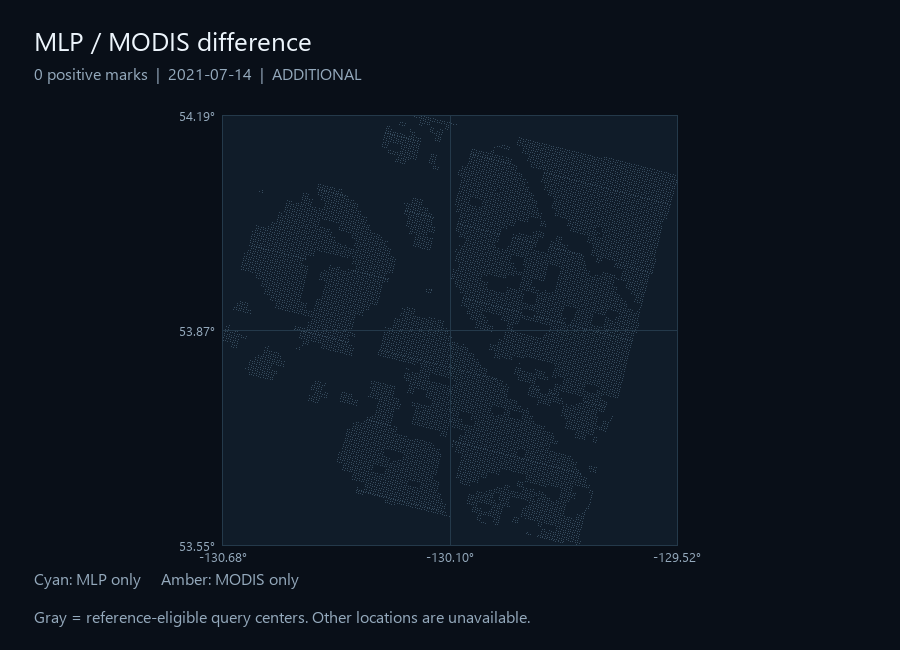 MLP / MODIS difference
0 positive marks | 2021-07-14 | ADDITIONAL
54.19°
53.87°
53.55°
-130.68° -130.10° -129.52°
Cyan: MLP only Amber: MODIS only
Gray = reference-eligible query centers. Other locations are unavailable.